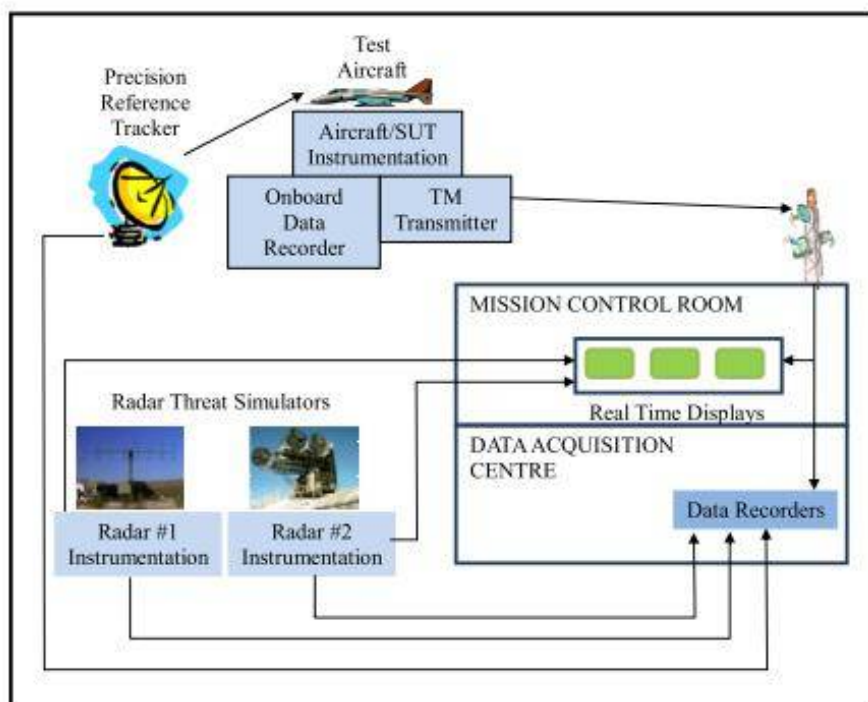 Test
Aircraft
Precision
Reference
Tracker
Aircraft/SUT
Instrumentation
Onboard
Data
Recorder
TM
Transmitter
MISSION CONTROL ROOM
Real Time Displays
Radar Threat Simulators
DATA ACQUISITION
CENTRE
Data Recorders
Radar #1
Instrumentation
Radar #2
Instrumentation